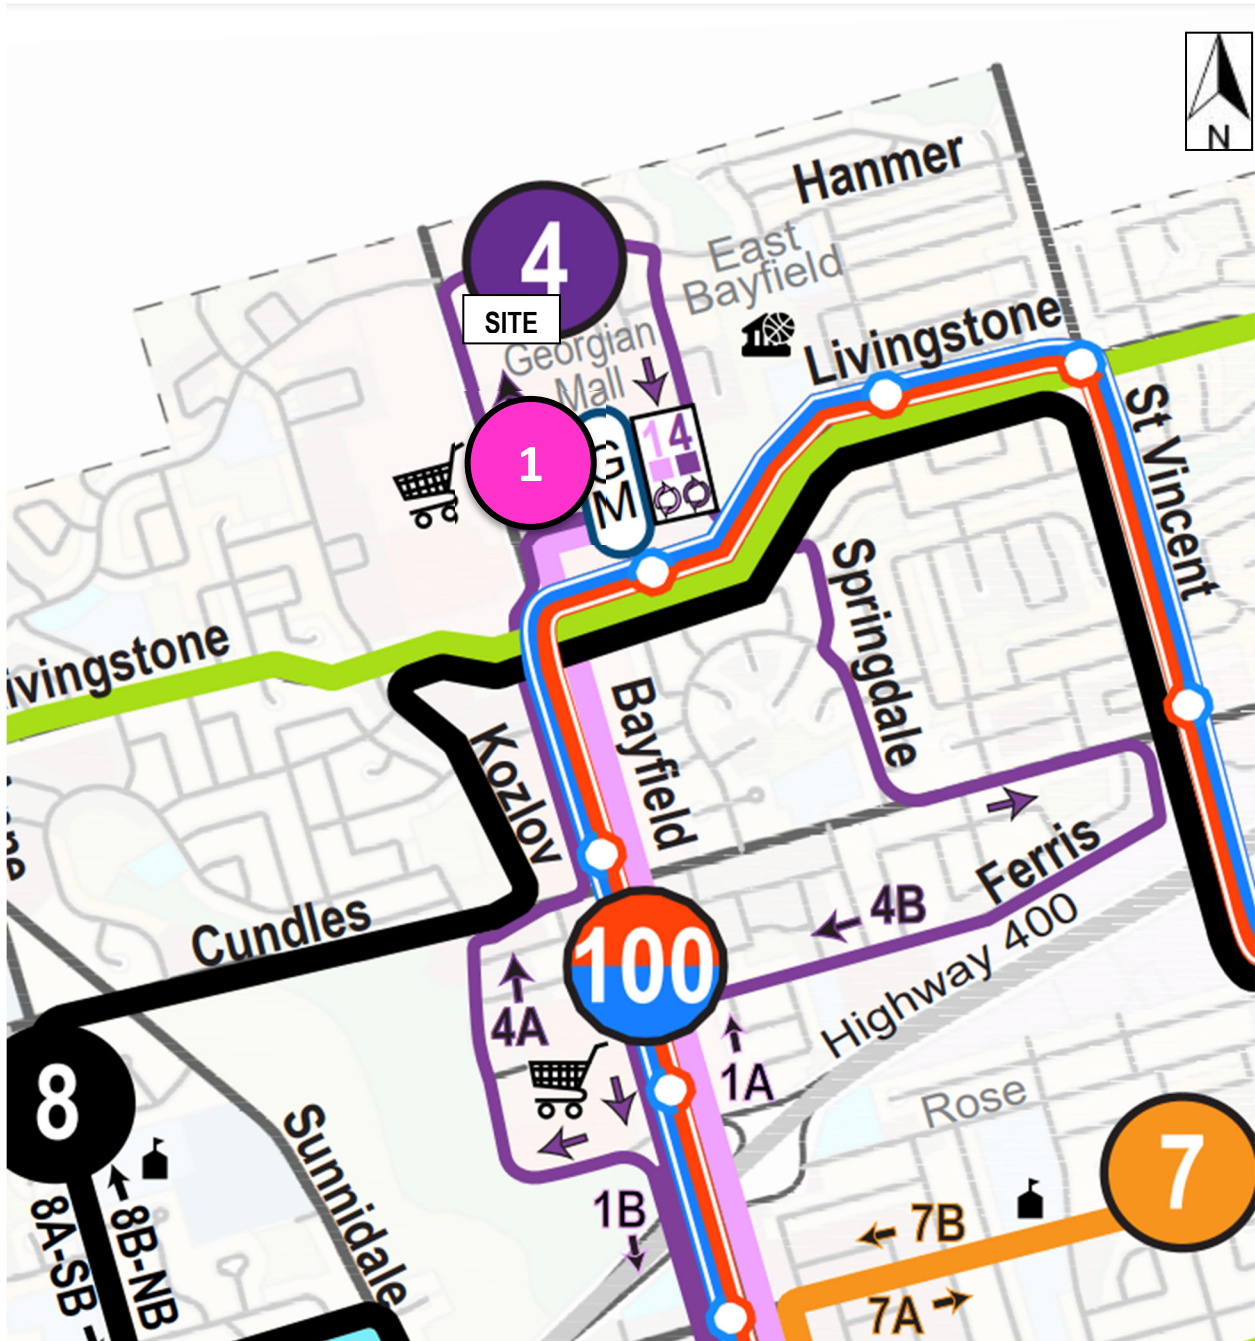 N
Hanmer
4
East
Bayfield
SITE
Georgian
Mall
Livingstone
14
1
G
M
St Vincent
Springdale
ivingstone
Bayfield
Kozlov
Ferris
4B
Cundles
100
Highway 400
4A
1A
Rose
8
Sunnidale
7
1B
7B
8A-SB
8B-NB
7A